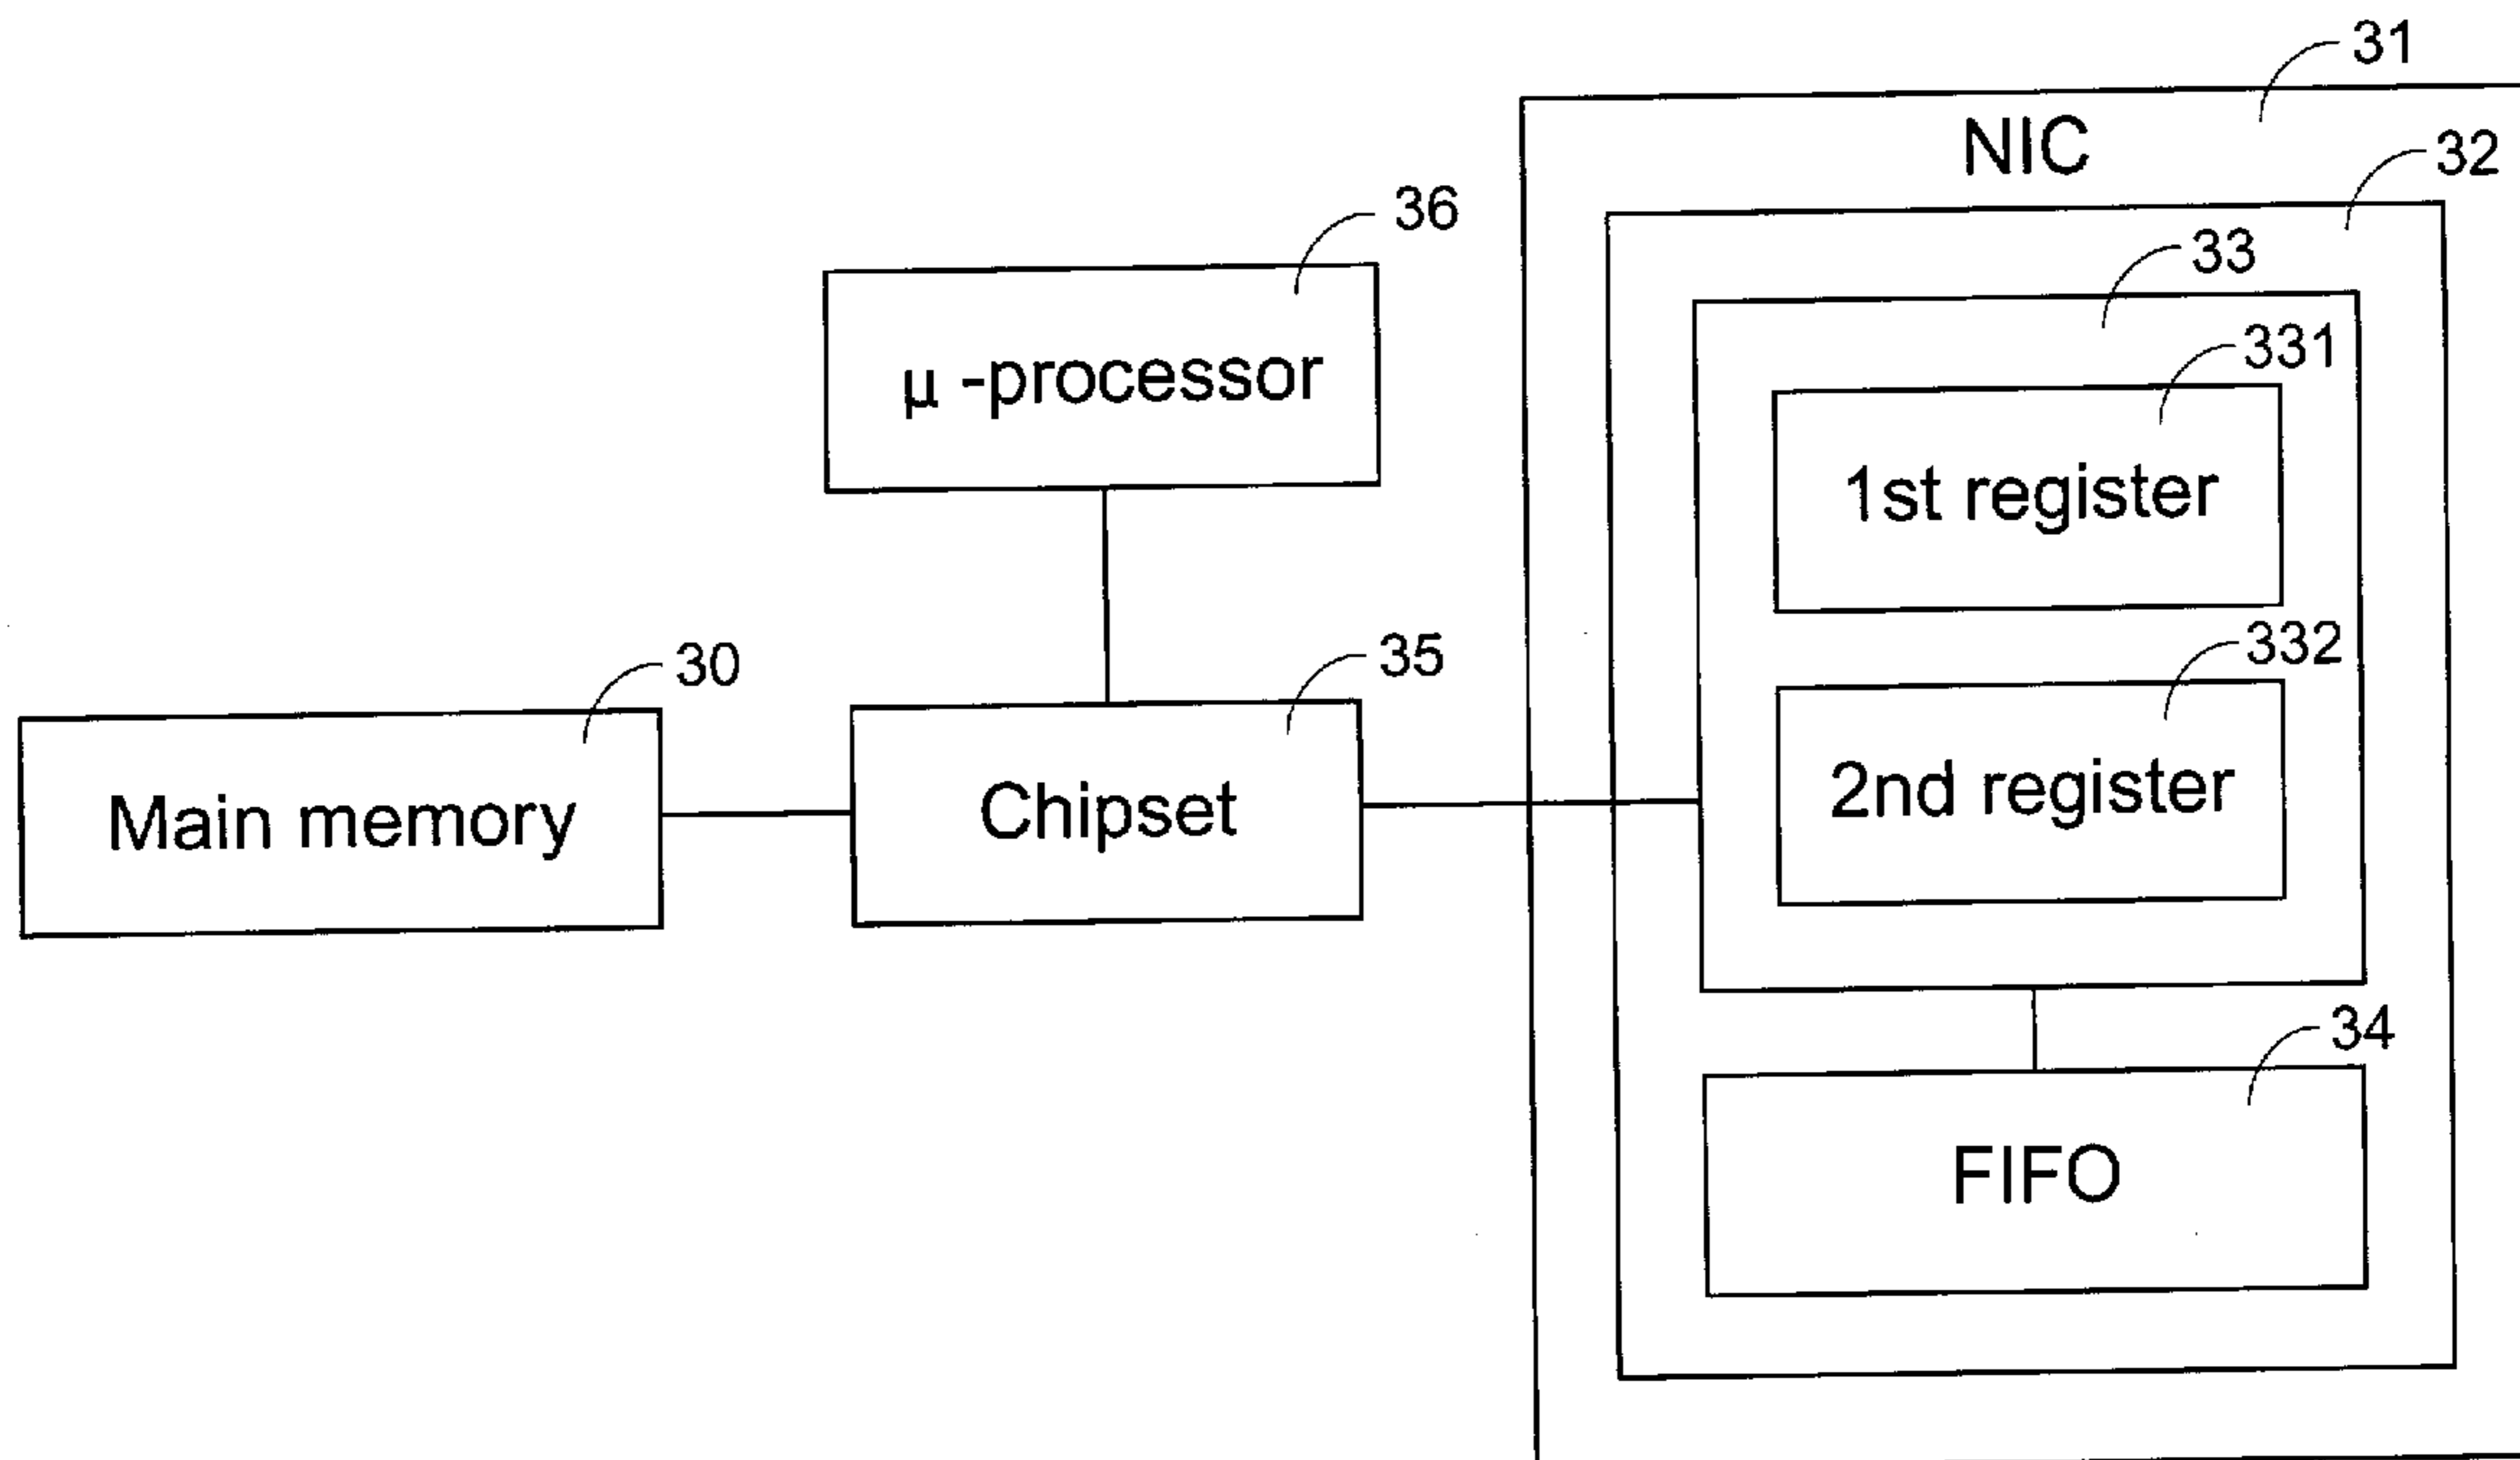 31
NIC
32
36
33
μ -processor
331
1st register
30
35
332
Main memory
Chipset
2nd register
34
FIFO